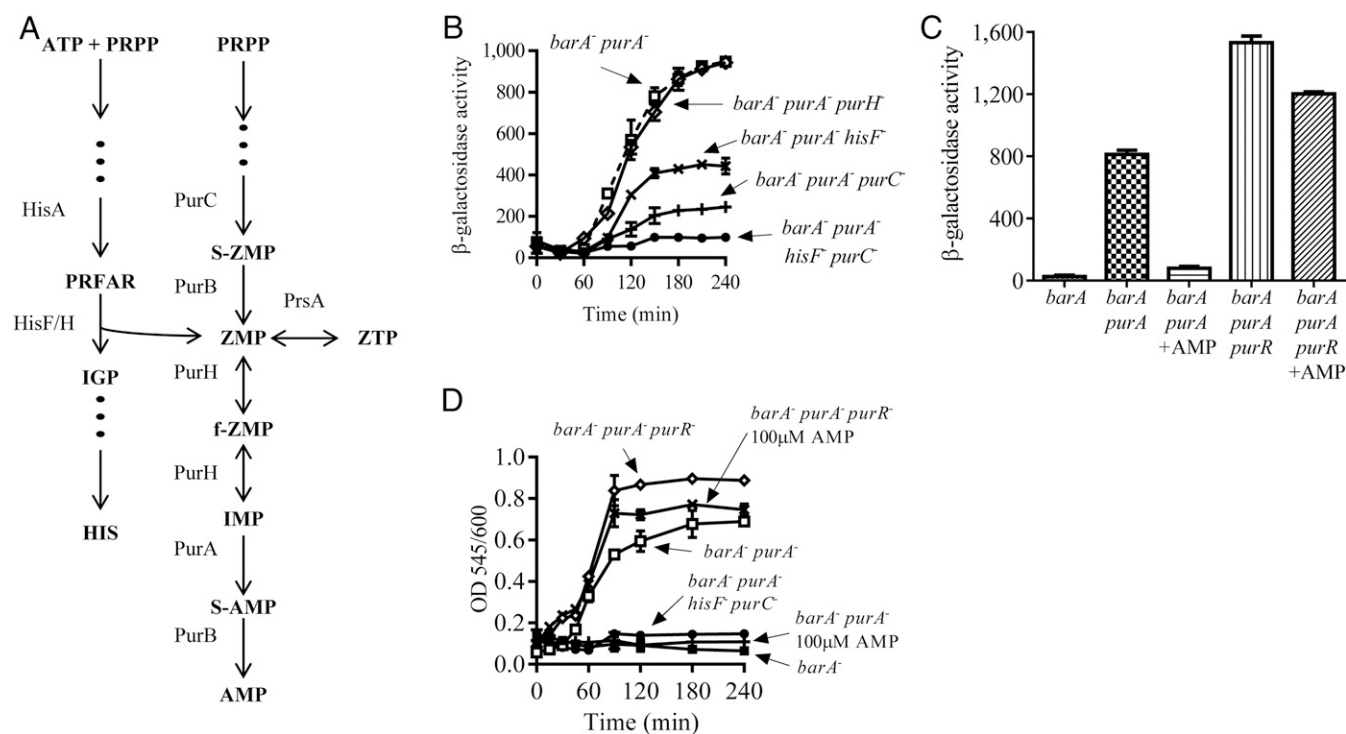 A
ATP + PRPP
PRPP
HisA
PurC
S-ZMP
PRFAR
PurB
PrsA
HisF/H
ZMP
ZTP
IGP
PurH
f-ZMP
PurH
HIS
IMP
PurA
S-AMP
PurB
AMP
B
β-galactosidase activity
1,000
800
600
400
200
0
0 60 120 180 240
Time (min)
barA⁻ purA⁻
barA⁻ purA⁻ purH⁻
barA⁻ purA⁻ hisF⁻
barA⁻ purA⁻ purC⁻
barA⁻ purA⁻
hisF⁻ purC⁻
C
β-galactosidase activity
1,600
1,200
800
400
0
barA
barA
purA
barA
purA
+AMP
barA
purA
purR
barA
purA
purR
+AMP
D
OD 545/600
1.0
0.8
0.6
0.4
0.2
0.0
0 60 120 180 240
Time (min)
barA⁻ purA⁻ purR⁻
barA⁻ purA⁻ purR⁻
100µM AMP
barA⁻ purA⁻
barA⁻ purA⁻
hisF⁻ purC⁻
barA⁻ purA⁻
100µM AMP
barA⁻